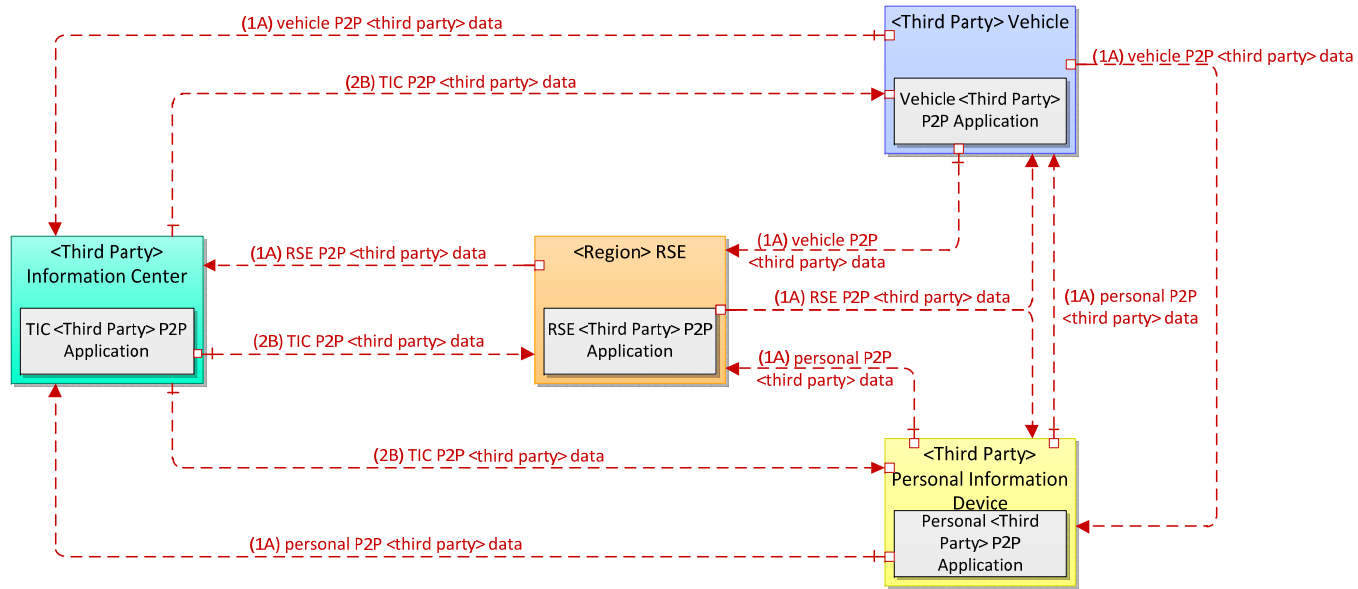 (1A) vehicle P2P <third party> data
<Third Party> Vehicle
(1A) vehicle P2P <third party> data
(2B) TIC P2P <third party> data
Vehicle <Third Party>
P2P Application
<Third Party>
Information Center
(1A) RSE P2P <third party> data
<Region> RSE
(1A) vehicle P2P
<third party> data
(1A) RSE P2P <third party> data
(1A) personal P2P
<third party> data
TIC <Third Party> P2P
Application
(2B) TIC P2P <third party> data
RSE <Third Party> P2P
Application
(1A) personal P2P
<third party> data
(2B) TIC P2P <third party> data
<Third Party>
Personal Information
Device
Personal <Third
Party> P2P
Application
(1A) personal P2P <third party> data